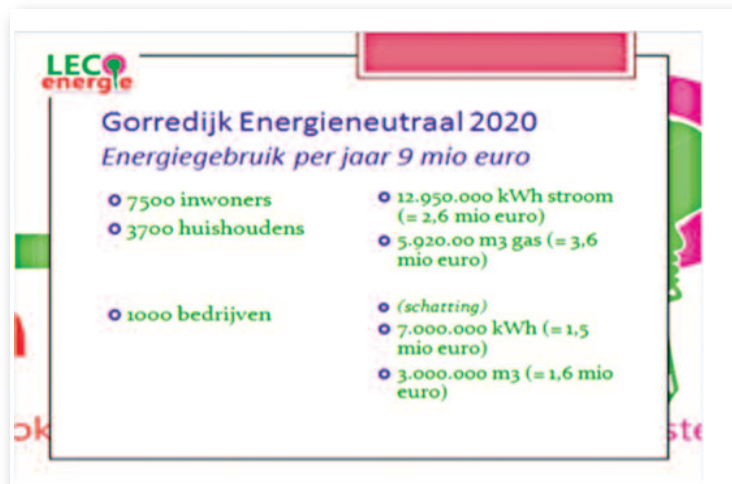 LECO
energie
Gorredijk Energieneutraal 2020
Energiegebruik per jaar 9 mio euro
7500 inwoners
3700 huishoudens
1000 bedrijven
12.950.000 kWh stroom
(= 2,6 mio euro)
5.920.00 m3 gas (= 3,6
mio euro)
(schatting)
7.000.000 kWh (= 1,5
mio euro)
3.000.000 m3 (= 1,6 mio
euro)
ok
ste